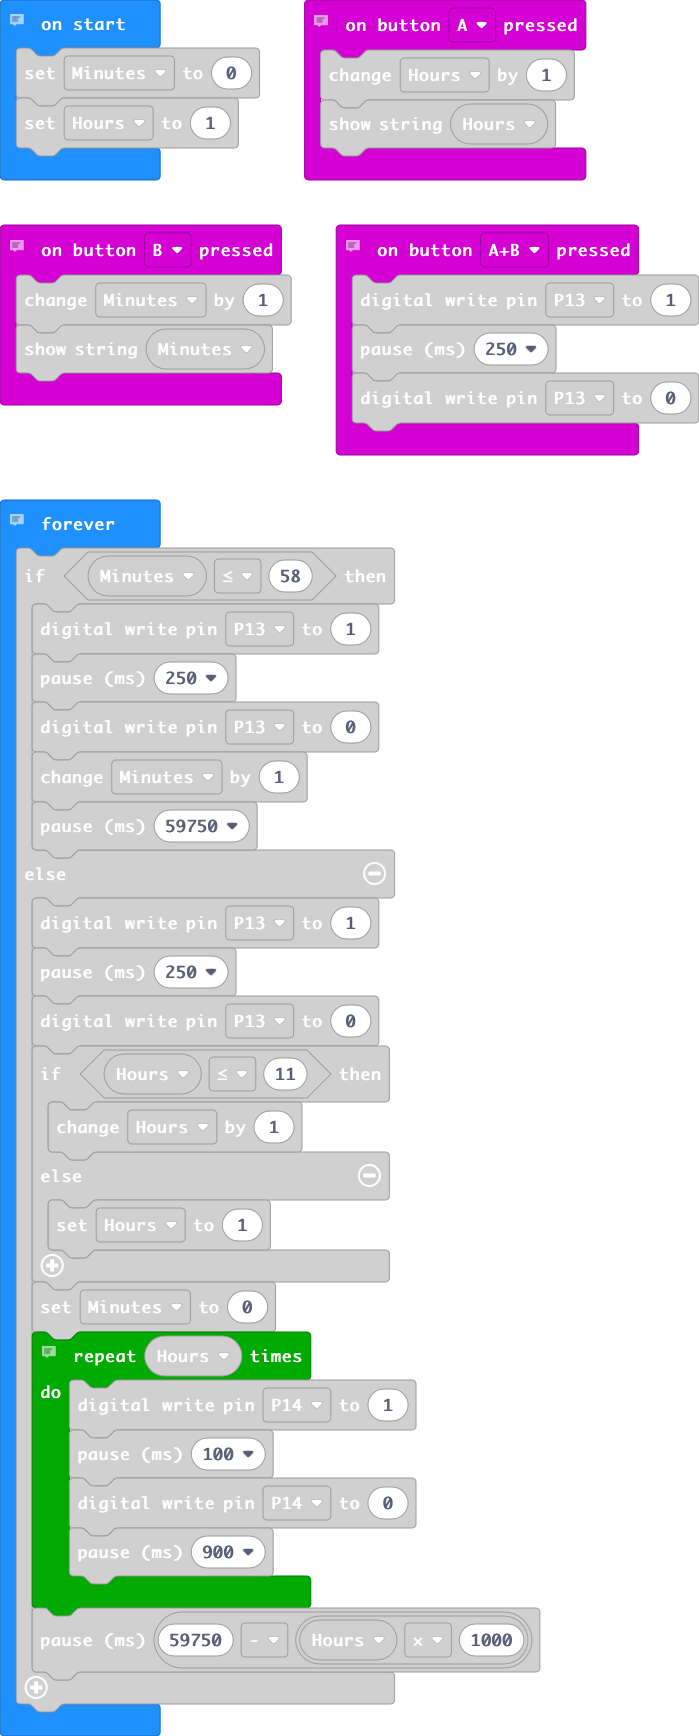 on start
set Minutes to 0
set Hours to 1
on button A pressed
change Hours by 1
show string Hours
on button B pressed
change Minutes by 1
show string Minutes
on button A+B pressed
digital write pin P13 to 1
pause (ms) 250
digital write pin P13 to 0
forever
if Minutes ≤ 58 then
digital write pin P13 to 1
pause (ms) 250
digital write pin P13 to 0
change Minutes by 1
pause (ms) 59750
else
digital write pin P13 to 1
pause (ms) 250
digital write pin P13 to 0
if Hours ≤ 11 then
change Hours by 1
else
set Hours to 1
set Minutes to 0
repeat Hours times
do
digital write pin P14 to 1
pause (ms) 100
digital write pin P14 to 0
pause (ms) 900
pause (ms) 59750 - Hours × 1000